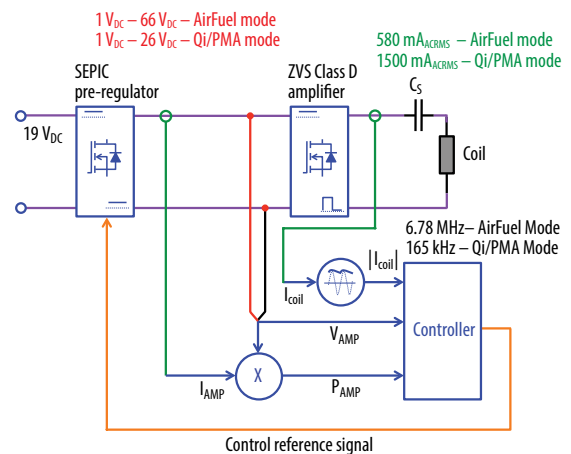 1 VDC – 66 VDC – AirFuel mode
1 VDC – 26 VDC – Qi/PMA mode
580 mAACRMS – AirFuel mode
1500 mAACRMS – Qi/PMA mode
SEPIC
pre-regulator
ZVS Class D
amplifier
CS
19 VDC
Coil
6.78 MHz– AirFuel Mode
165 kHz – Qi/PMA Mode
|Icoil|
Icoil
VAMP
Controller
X
IAMP
PAMP
Control reference signal